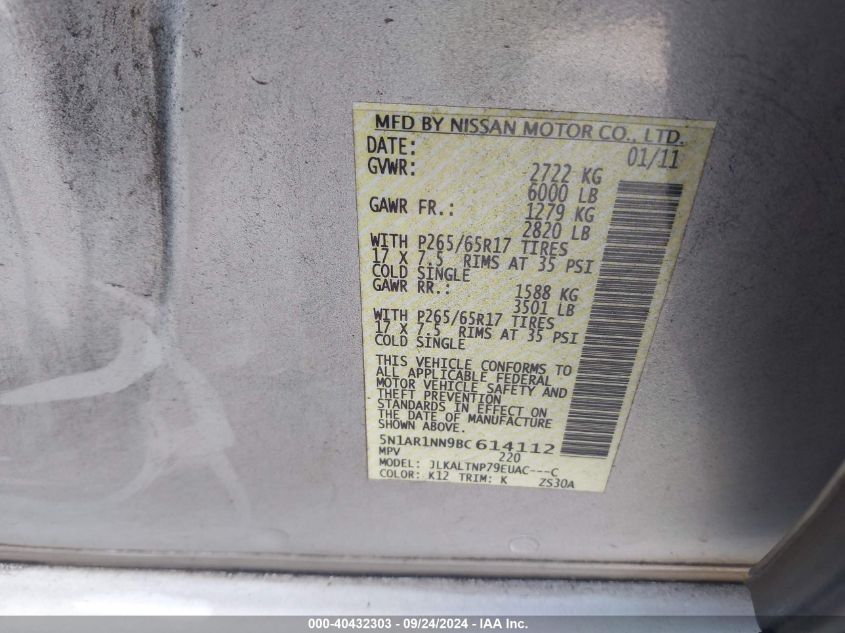 MFD BY NISSAN MOTOR CO., LTD.
DATE: 01/11
GVWR: 2722 KG
6000 LB
GAWR FR.: 1279 KG
2820 LB
WITH P265/65R17 TIRES
17 X 7.5 RIMS AT 35 PSI
COLD SINGLE
GAWR RR.: 1588 KG
3501 LB
WITH P265/65R17 TIRES
17 X 7.5 RIMS AT 35 PSI
COLD SINGLE
THIS VEHICLE CONFORMS TO
ALL APPLICABLE FEDERAL
MOTOR VEHICLE SAFETY AND
THEFT PREVENTION
STANDARDS IN EFFECT ON
THE DATE OF MANUFACTURE
SHOWN ABOVE.
5N1AR1NN9BC614112
MPV 220
MODEL: JLKALTNP79EUAC---C
COLOR: K12 TRIM: K ZS30A
000-40432303 / 09/24/2024 - IAA Inc.